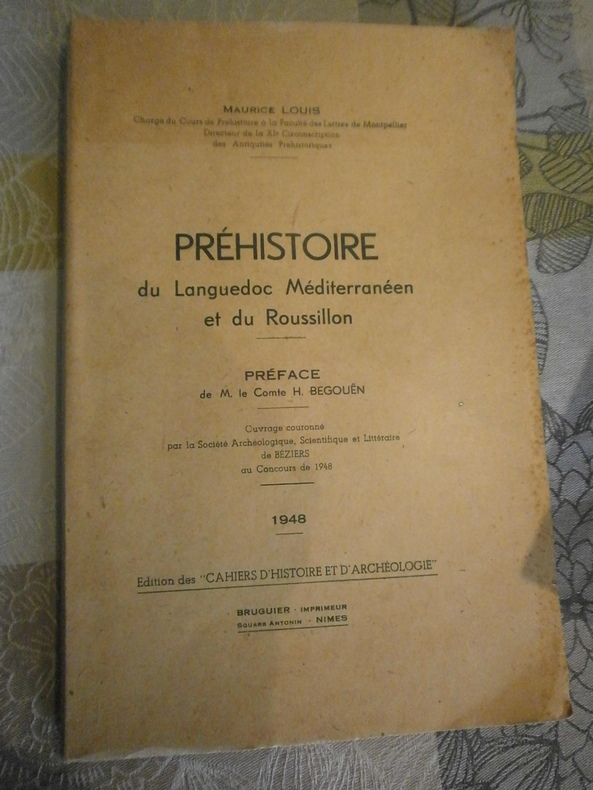 MAURICE LOUIS
Chargé du Cours de Préhistoire à la Faculté des Lettres de Montpellier
Directeur de la XIe Circonscription
des Antiquités Préhistoriques
PRÉHISTOIRE
du Languedoc Méditerranéen
et du Roussillon
PRÉFACE
de M. le Comte H. BEGOUËN
Ouvrage couronné
par la Société Archéologique, Scientifique et Littéraire
de BEZIERS
au Concours de 1948
1948
Edition des "CAHIERS D'HISTOIRE ET D'ARCHÉOLOGIE"
BRUGUIER - IMPRIMEUR
SQUARE ANTONIN - NIMES